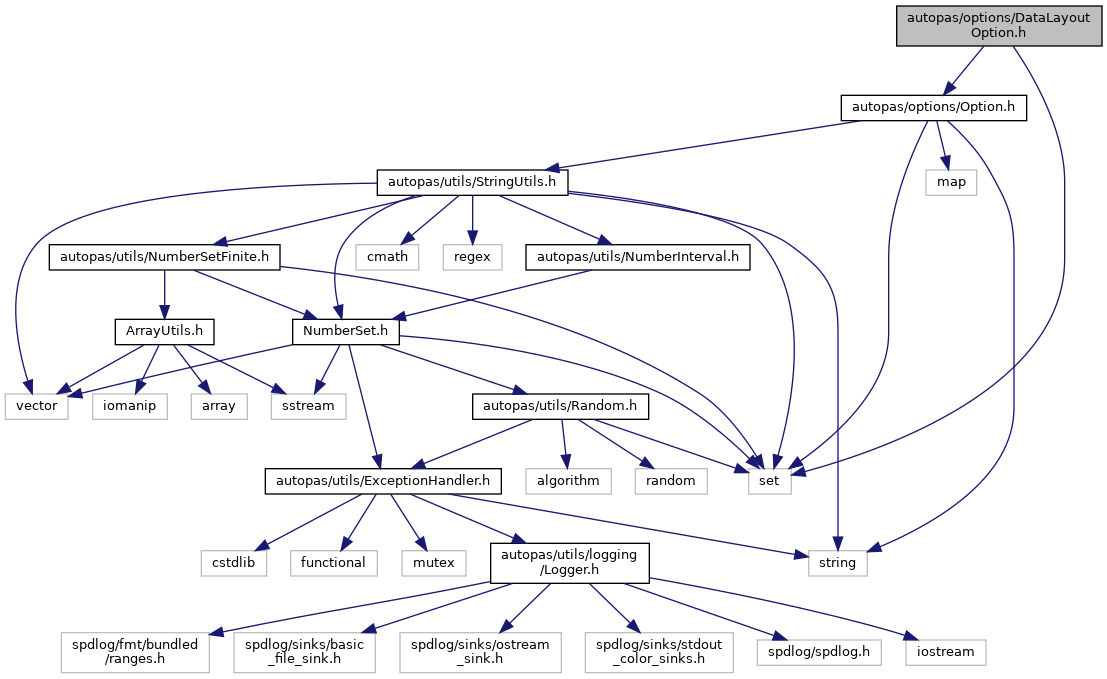 autopas/options/DataLayout
Option.h
autopas/options/Option.h
autopas/utils/StringUtils.h
map
autopas/utils/NumberSetFinite.h
cmath
regex
autopas/utils/NumberInterval.h
ArrayUtils.h
NumberSet.h
vector
iomanip
array
sstream
autopas/utils/Random.h
autopas/utils/ExceptionHandler.h
algorithm
random
set
cstdlib
functional
mutex
autopas/utils/logging
/Logger.h
string
spdlog/fmt/bundled
/ranges.h
spdlog/sinks/basic
_file_sink.h
spdlog/sinks/ostream
_sink.h
spdlog/sinks/stdout
_color_sinks.h
spdlog/spdlog.h
iostream